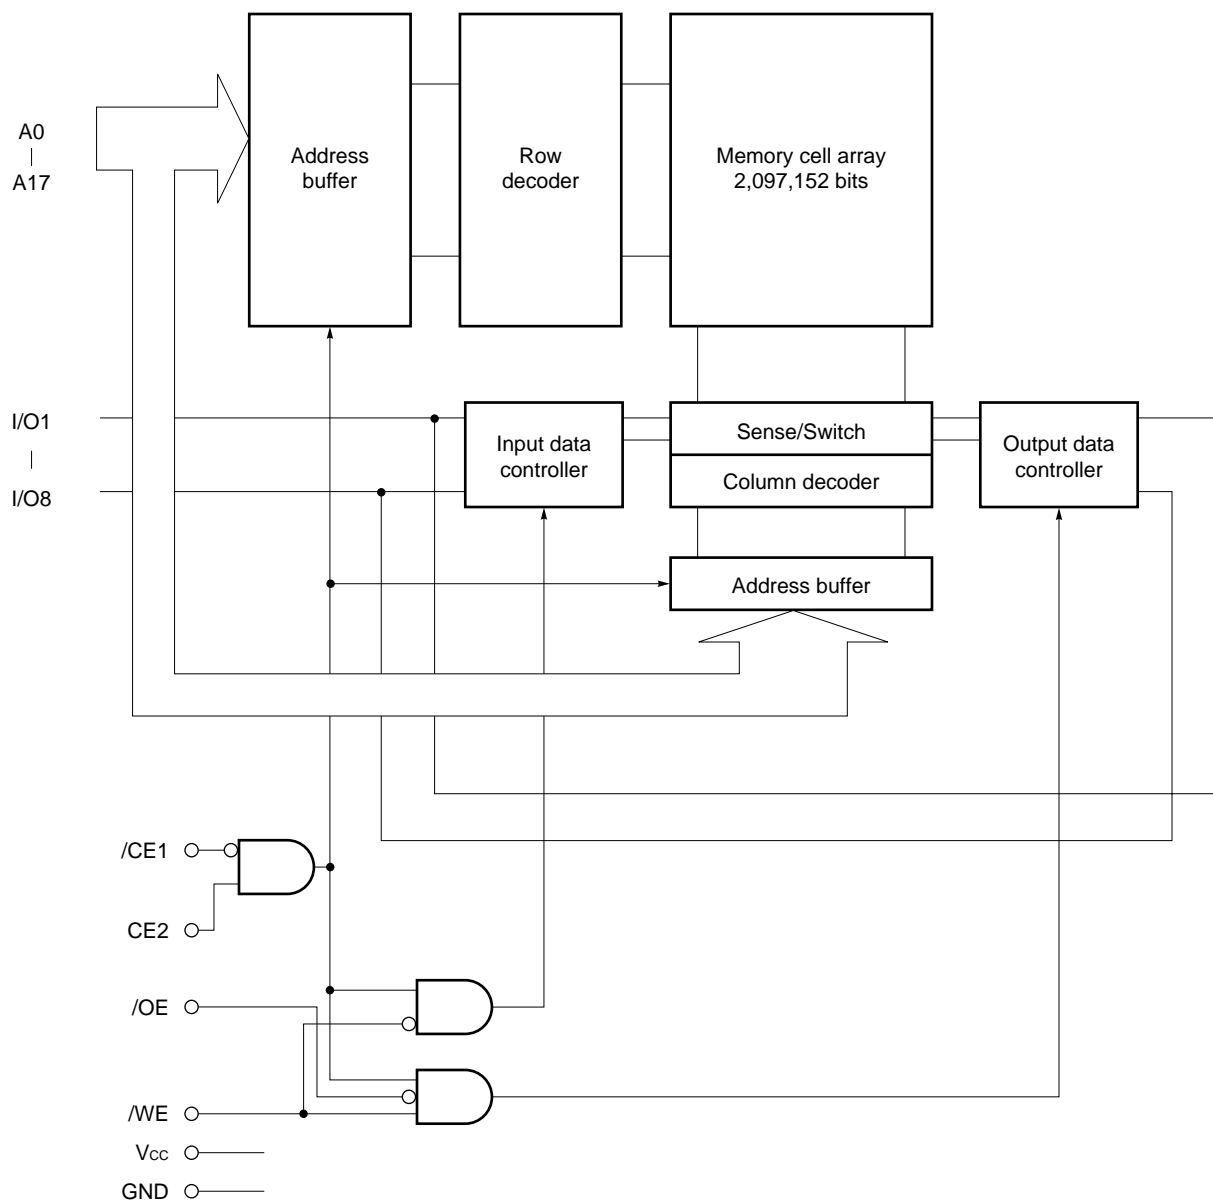 A0
A17
Address
buffer
Row
decoder
Memory cell array
2,097,152 bits
I/O1
I/O8
Input data
controller
Sense/Switch
Column decoder
Output data
controller
Address buffer
/CE1
CE2
/OE
/WE
VCC
GND